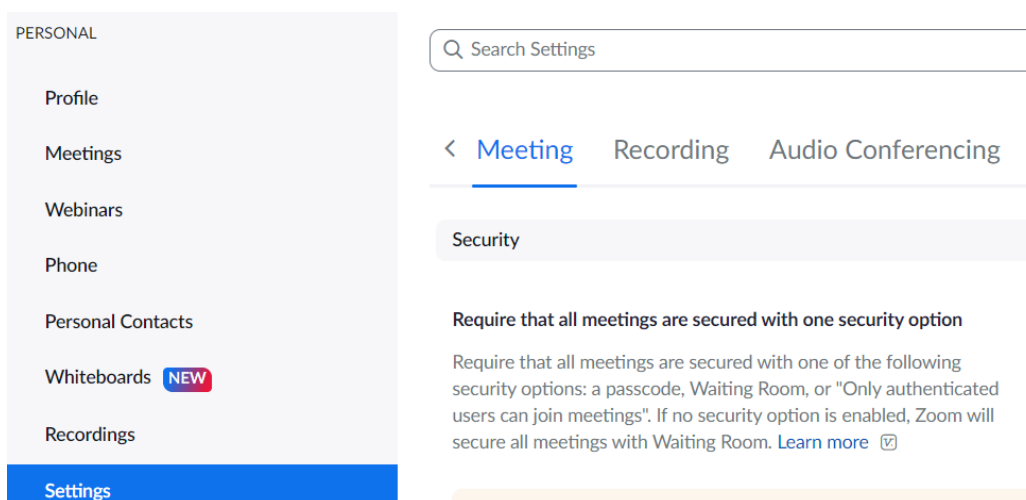 PERSONAL
Profile
Meetings
Webinars
Phone
Personal Contacts
Whiteboards NEW
Recordings
Settings
Search Settings
Meeting Recording Audio Conferencing
Security
Require that all meetings are secured with one security option
Require that all meetings are secured with one of the following
security options: a passcode, Waiting Room, or "Only authenticated
users can join meetings". If no security option is enabled, Zoom will
secure all meetings with Waiting Room. Learn more